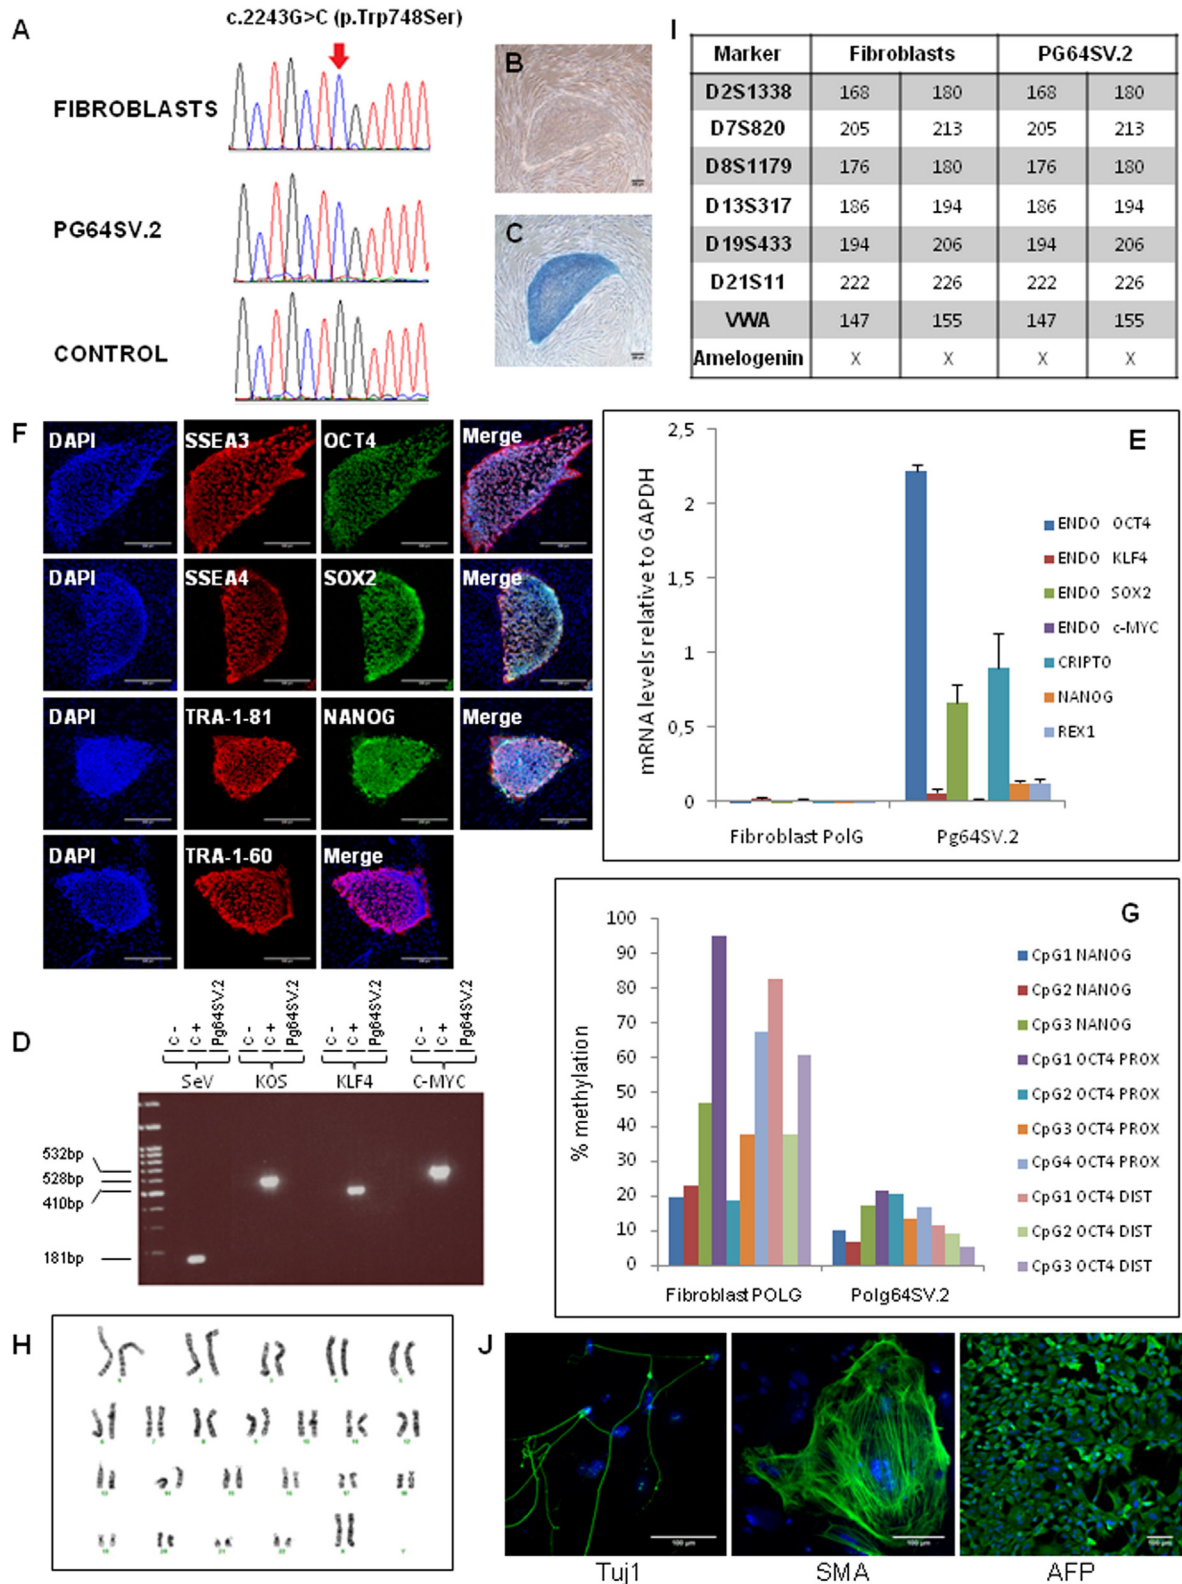 A
c.2243G>C (p.Trp748Ser)
FIBROBLASTS
PG64SV.2
CONTROL
B
C
I
Marker Fibroblasts PG64SV.2
D2S1338 168 180 168 180
D7S820 205 213 205 213
D8S1179 176 180 176 180
D13S317 186 194 186 194
D19S433 194 206 194 206
D21S11 222 226 222 226
VWA 147 155 147 155
Amelogenin X X X X
F
DAPI SSEA3 OCT4 Merge
DAPI SSEA4 SOX2 Merge
DAPI TRA-1-81 NANOG Merge
DAPI TRA-1-60 Merge
E
mRNA levels relative to GAPDH
2,5
2
1,5
1
0,5
0
Fibroblast PolG Pg64SV.2
ENDO OCT4
ENDO KLF4
ENDO SOX2
ENDO c-MYC
CRIPTO
NANOG
REX1
D
C - C + Pg64SV.2 C - C + Pg64SV.2 C - C + Pg64SV.2 C - C + Pg64SV.2
SeV KOS KLF4 C-MYC
532bp
528bp
410bp
181bp
G
% methylation
100
90
80
70
60
50
40
30
20
10
0
Fibroblast POLG Polg64SV.2
CpG1 NANOG
CpG2 NANOG
CpG3 NANOG
CpG1 OCT4 PROX
CpG2 OCT4 PROX
CpG3 OCT4 PROX
CpG4 OCT4 PROX
CpG1 OCT4 DIST
CpG2 OCT4 DIST
CpG3 OCT4 DIST
H
J
100 µm 100 µm 100 µm
Tuj1 SMA AFP